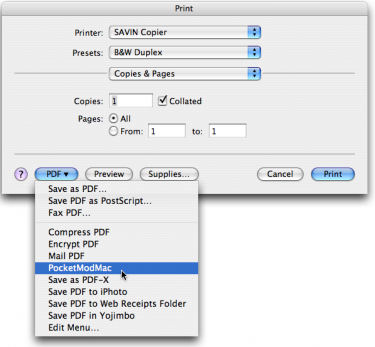 Print
Printer: SAVIN Copier
Presets: B&W Duplex
Copies & Pages
Copies: 1 Collated
Pages: All
From: 1 to: 1
? PDF ▾ Preview Supplies... Cancel Print
Save as PDF...
Save PDF as PostScript...
Fax PDF...
Compress PDF
Encrypt PDF
Mail PDF
PocketModMac
Save as PDF-X
Save PDF to iPhoto
Save PDF to Web Receipts Folder
Save PDF in Yojimbo
Edit Menu...